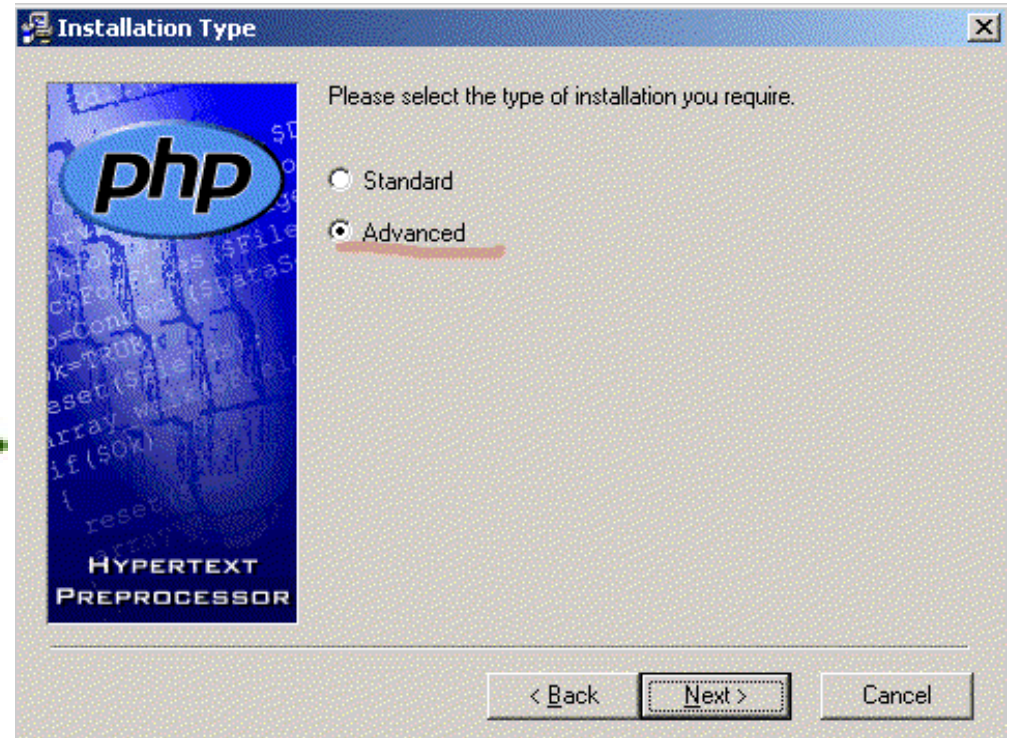 Installation Type
Please select the type of installation you require.
php
Standard
Advanced
HYPERTEXT
PREPROCESSOR
< Back
Next >
Cancel